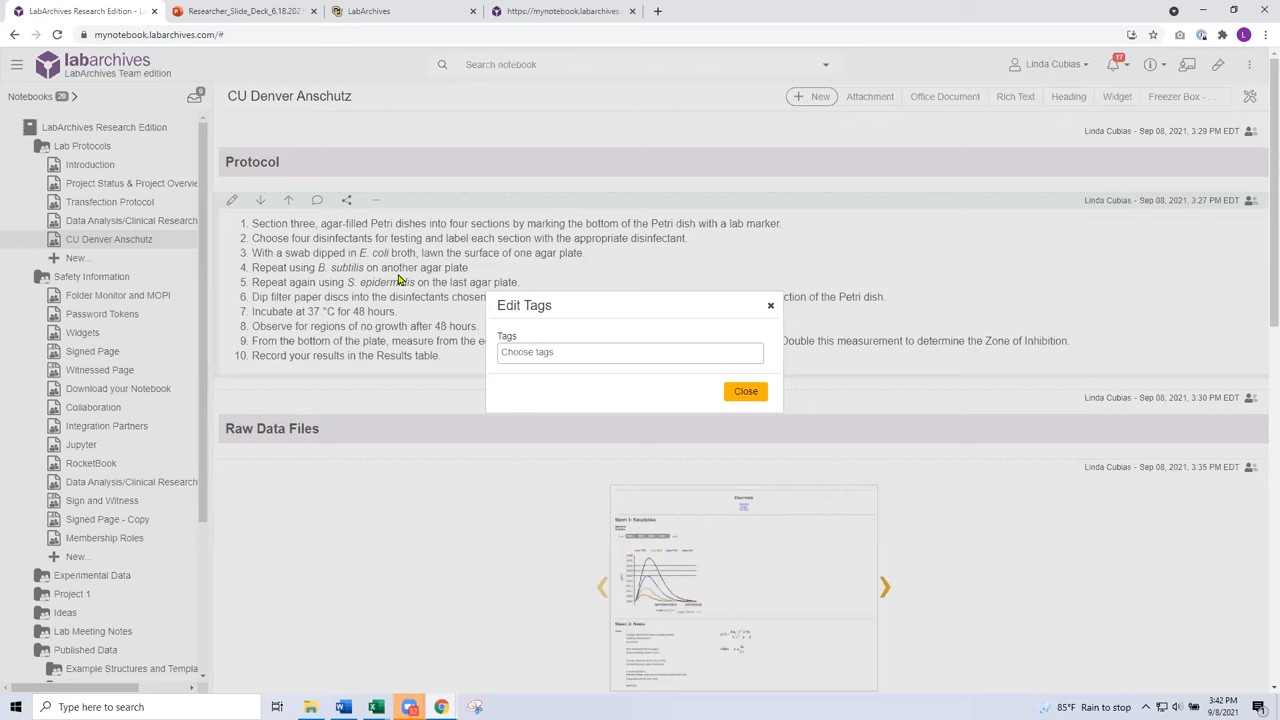 LabArchives Research Edition
Researcher_Slide_Deck_6.18.202
LabArchives
https://mynotebook.labarchives
mynotebook.labarchives.com/#
L
labarchives
LabArchives Team edition
Search notebook
Linda Cubias
17
Notebooks 20
CU Denver Anschutz
New
Attachment
Office Document
Rich Text
Heading
Widget
Freezer Box - ...
LabArchives Research Edition
Lab Protocols
Introduction
Project Status & Project Overvie
Transfection Protocol
Data Analysis/Clinical Research
CU Denver Anschutz
New...
Safety Information
Folder Monitor and MOPI
Password Tokens
Widgets
Signed Page
Witnessed Page
Download your Notebook
Collaboration
Integration Partners
Jupyter
RocketBook
Data Analysis/Clinical Research
Sign and Witness
Signed Page - Copy
Membership Roles
New...
Experimental Data
Project 1
Ideas
Lab Meeting Notes
Published Data
Example Structures and Templa
Linda Cubias - Sep 08, 2021, 3:29 PM EDT
Protocol
Linda Cubias - Sep 08, 2021, 3:27 PM EDT
1. Section three, agar-filled Petri dishes into four sections by marking the bottom of the Petri dish with a lab marker.
2. Choose four disinfectants for testing and label each section with the appropriate disinfectant.
3. With a swab dipped in E. coli broth, lawn the surface of one agar plate.
4. Repeat using B. subtilis on another agar plate.
5. Repeat again using S. epidermidis on the last agar plate.
6. Dip filter paper discs into the disinfectants chosen ction of the Petri dish.
7. Incubate at 37 °C for 48 hours.
8. Observe for regions of no growth after 48 hours.
9. From the bottom of the plate, measure from the e Double this measurement to determine the Zone of Inhibition.
10. Record your results in the Results table.
Edit Tags
Tags
Choose tags
Close
Linda Cubias - Sep 08, 2021, 3:30 PM EDT
Raw Data Files
Linda Cubias - Sep 08, 2021, 3:35 PM EDT
Sheet 1: Simulation
Sheet 2: Notes
Type here to search
85°F Rain to stop
3:42 PM
9/8/2021